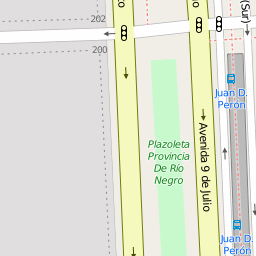 202
200
(Sur)
Juan D.
Perón
Plazoleta
Provincia
De Río
Negro
Avenida 9 de Julio
Juan D.
Perón